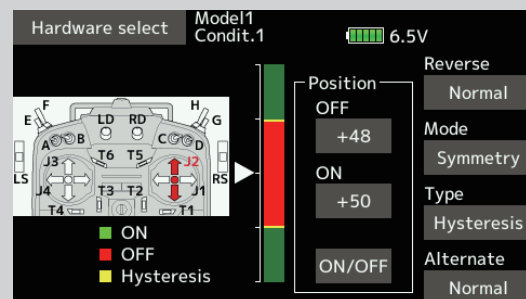 Hardware select
Model1
Condit.1
6.5V
F
E
LD RD
H
G
A B
C D
J3
T6 T5
J2
LS
RS
J4
T3 T2
J1
T4
T1
ON
OFF
Hysteresis
Position
OFF
+48
ON
+50
ON/OFF
Reverse
Normal
Mode
Symmetry
Type
Hysteresis
Alternate
Normal